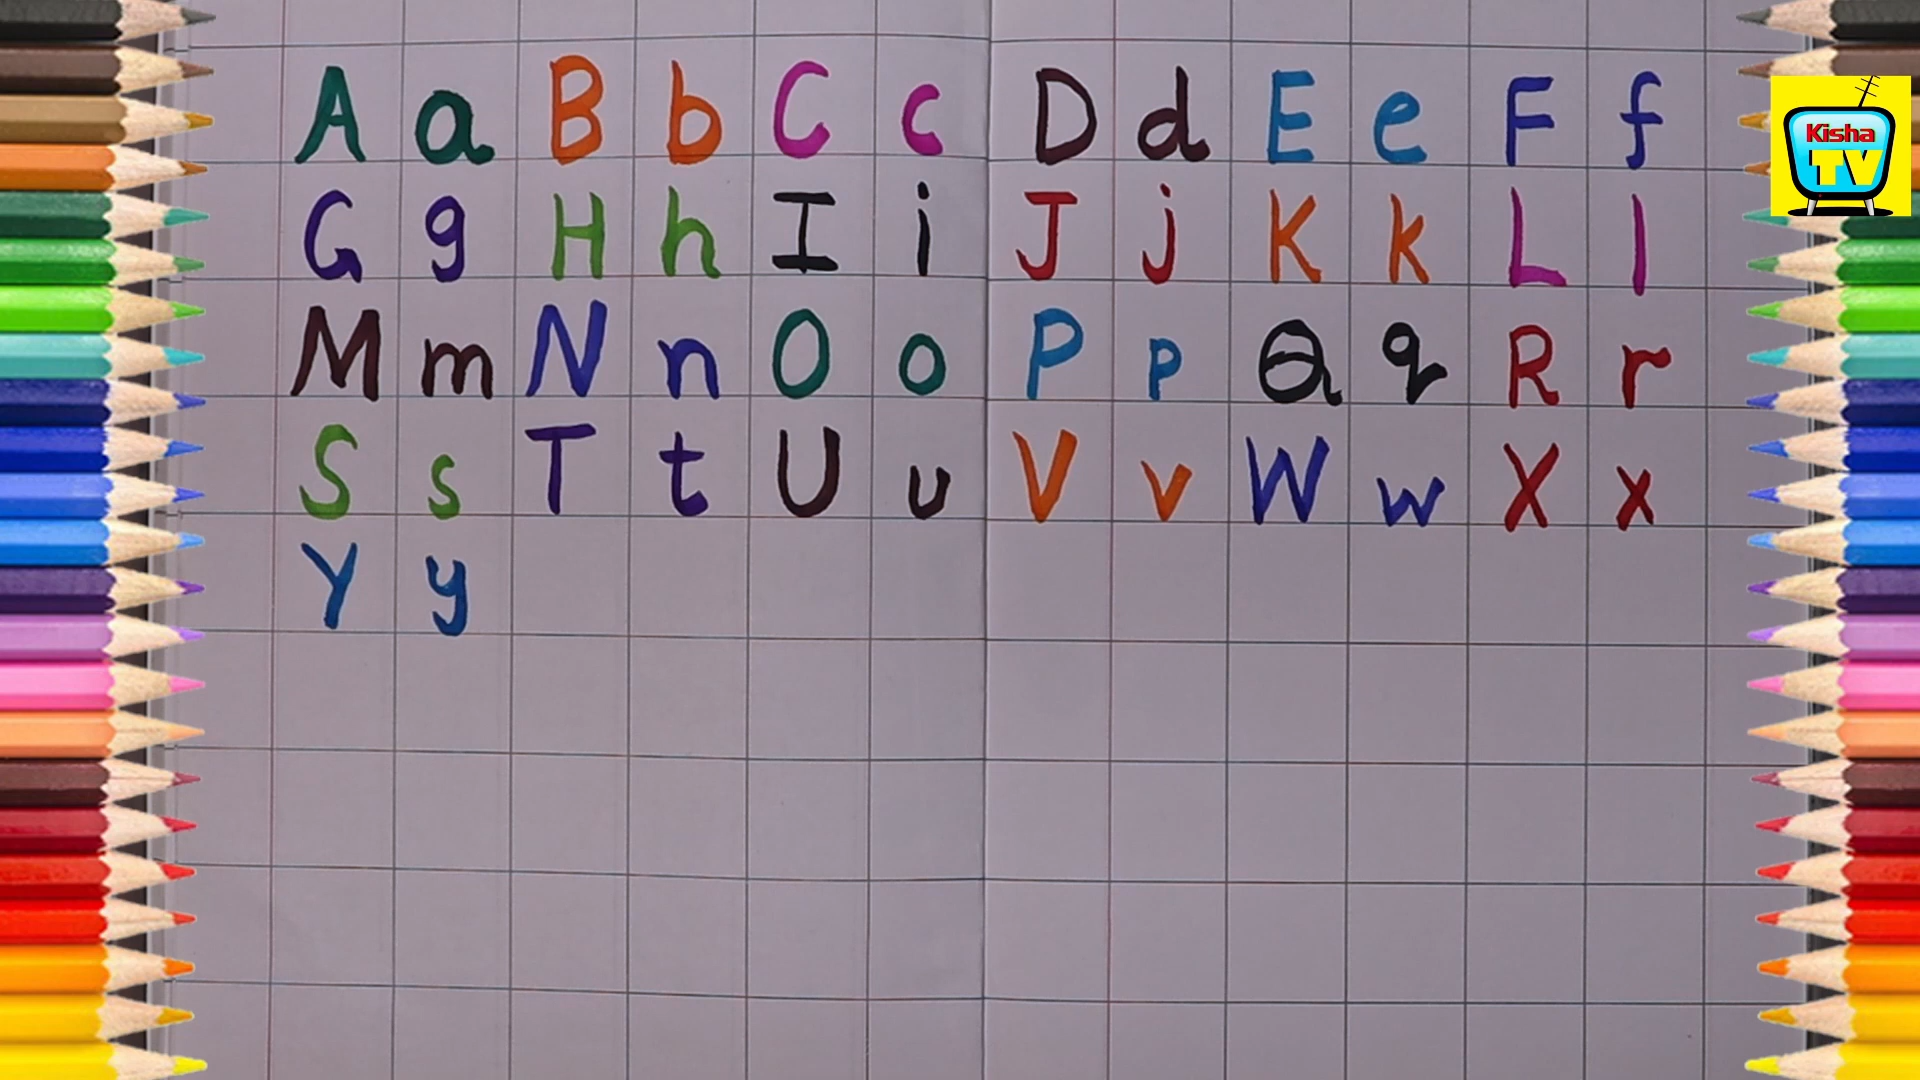 A a B b C c D d E e F f
Kisha
TV
G g H h I i J j K k L l
M m N n O o P p Q q R r
S s T t U u V v W w X x
Y y